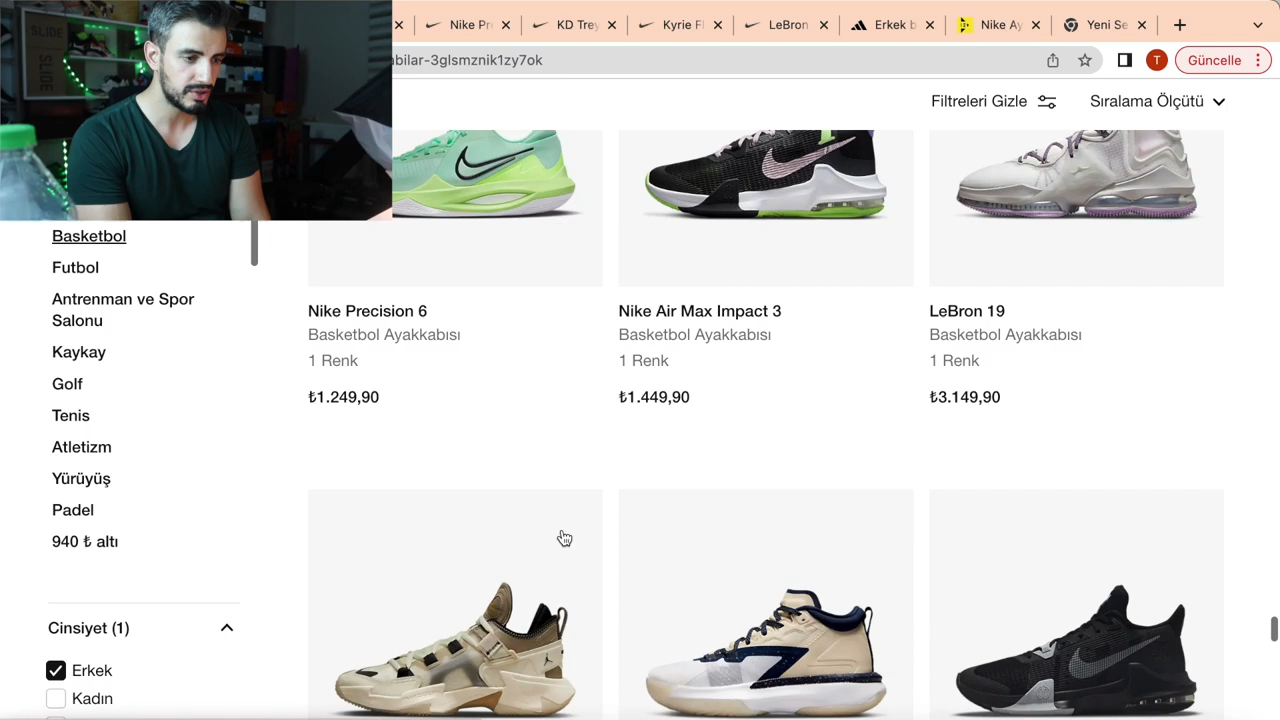 Nike Pr
KD Trey
Kyrie Fl
LeBron
Erkek b
Nike Ay
Yeni Se
abilar-3glsmznik1zy7ok
T
Güncelle
Filtreleri Gizle
Sıralama Ölçütü
SLIDE
SLIDE
Basketbol
Futbol
Antrenman ve Spor
Salonu
Kaykay
Golf
Tenis
Atletizm
Yürüyüş
Padel
940 ₺ altı
Cinsiyet (1)
Erkek
Kadın
Nike Precision 6
Basketbol Ayakkabısı
1 Renk
₺1.249,90
Nike Air Max Impact 3
Basketbol Ayakkabısı
1 Renk
₺1.449,90
LeBron 19
Basketbol Ayakkabısı
1 Renk
₺3.149,90